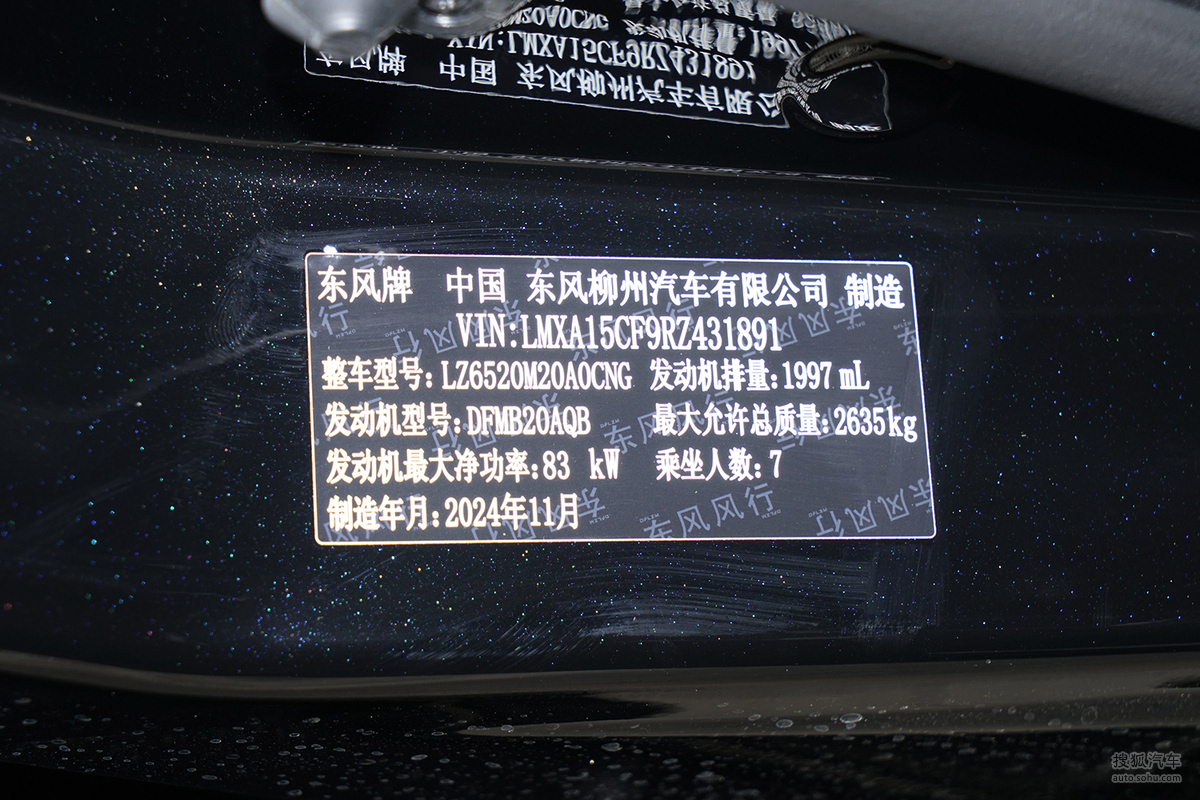 东风牌 中国 东风柳州汽车有限公司 制造
VIN:LMXA15CF9RZ431891
整车型号:LZ6520M20A0CNG 发动机排量:1997 mL
发动机型号:DFMB20AQB 最大允许总质量:2635kg
发动机最大净功率:83 kW 乘坐人数:7
制造年月:2024年11月
东风风行
搜狐汽车
auto.sohu.com